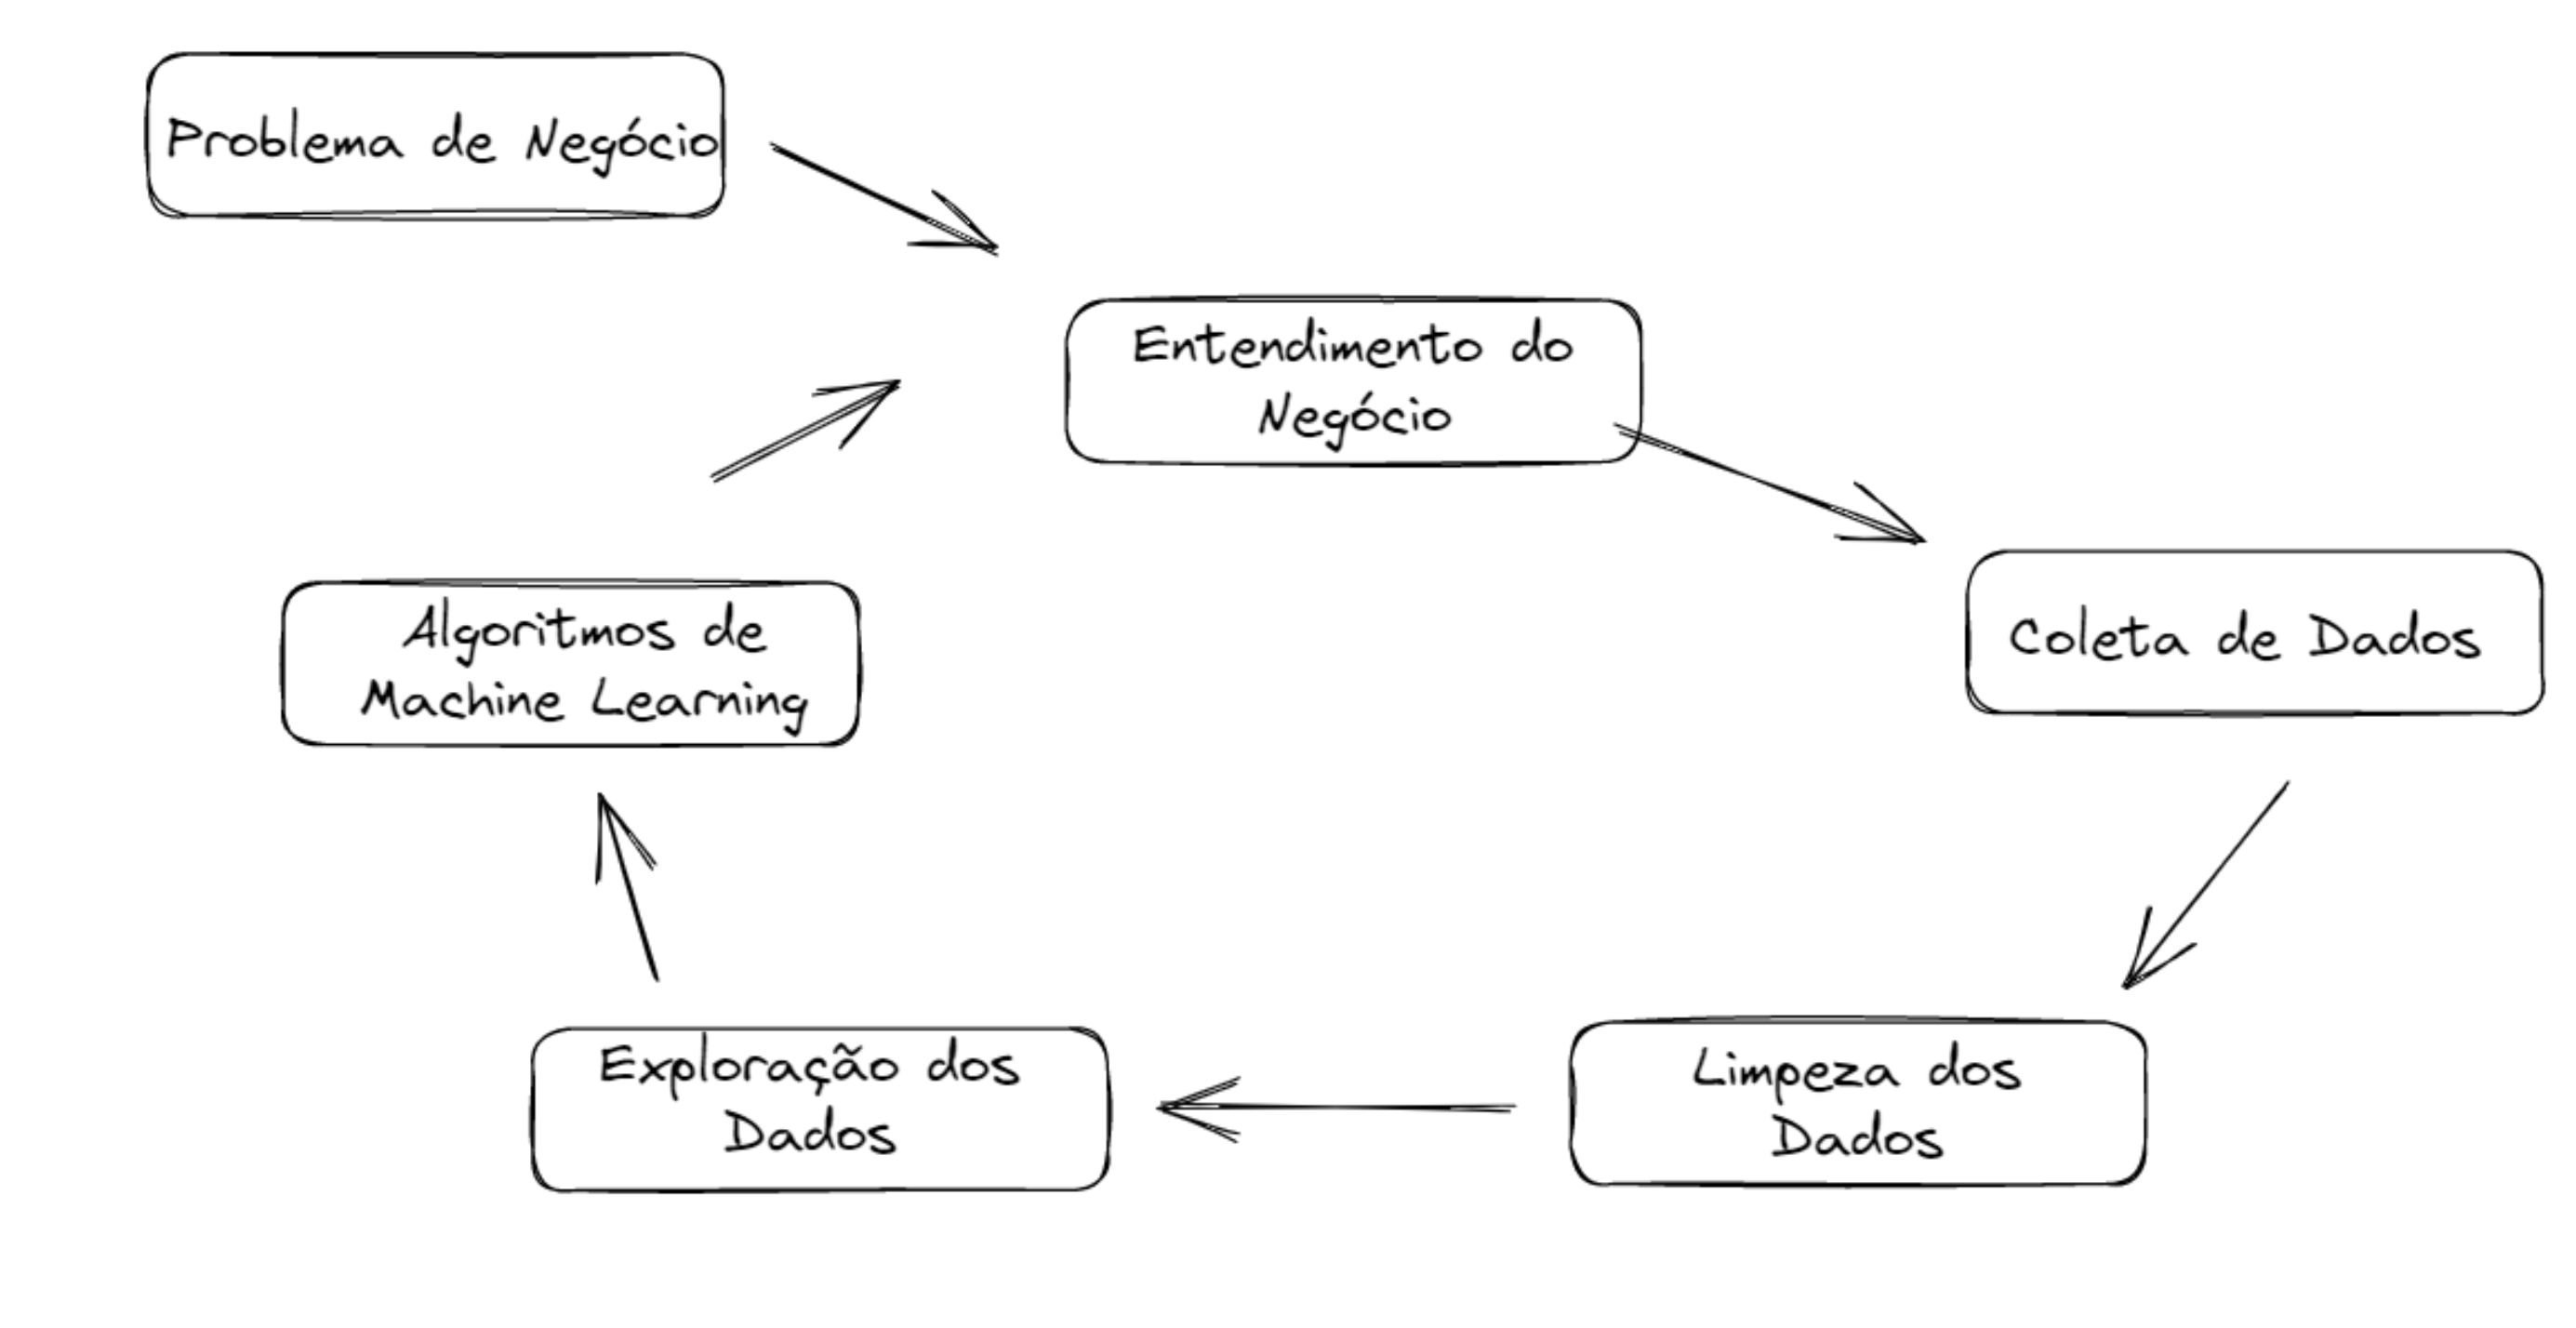 Problema de Negócio
Entendimento do
Negócio
Coleta de Dados
Limpeza dos
Dados
Exploração dos
Dados
Algoritmos de
Machine Learning